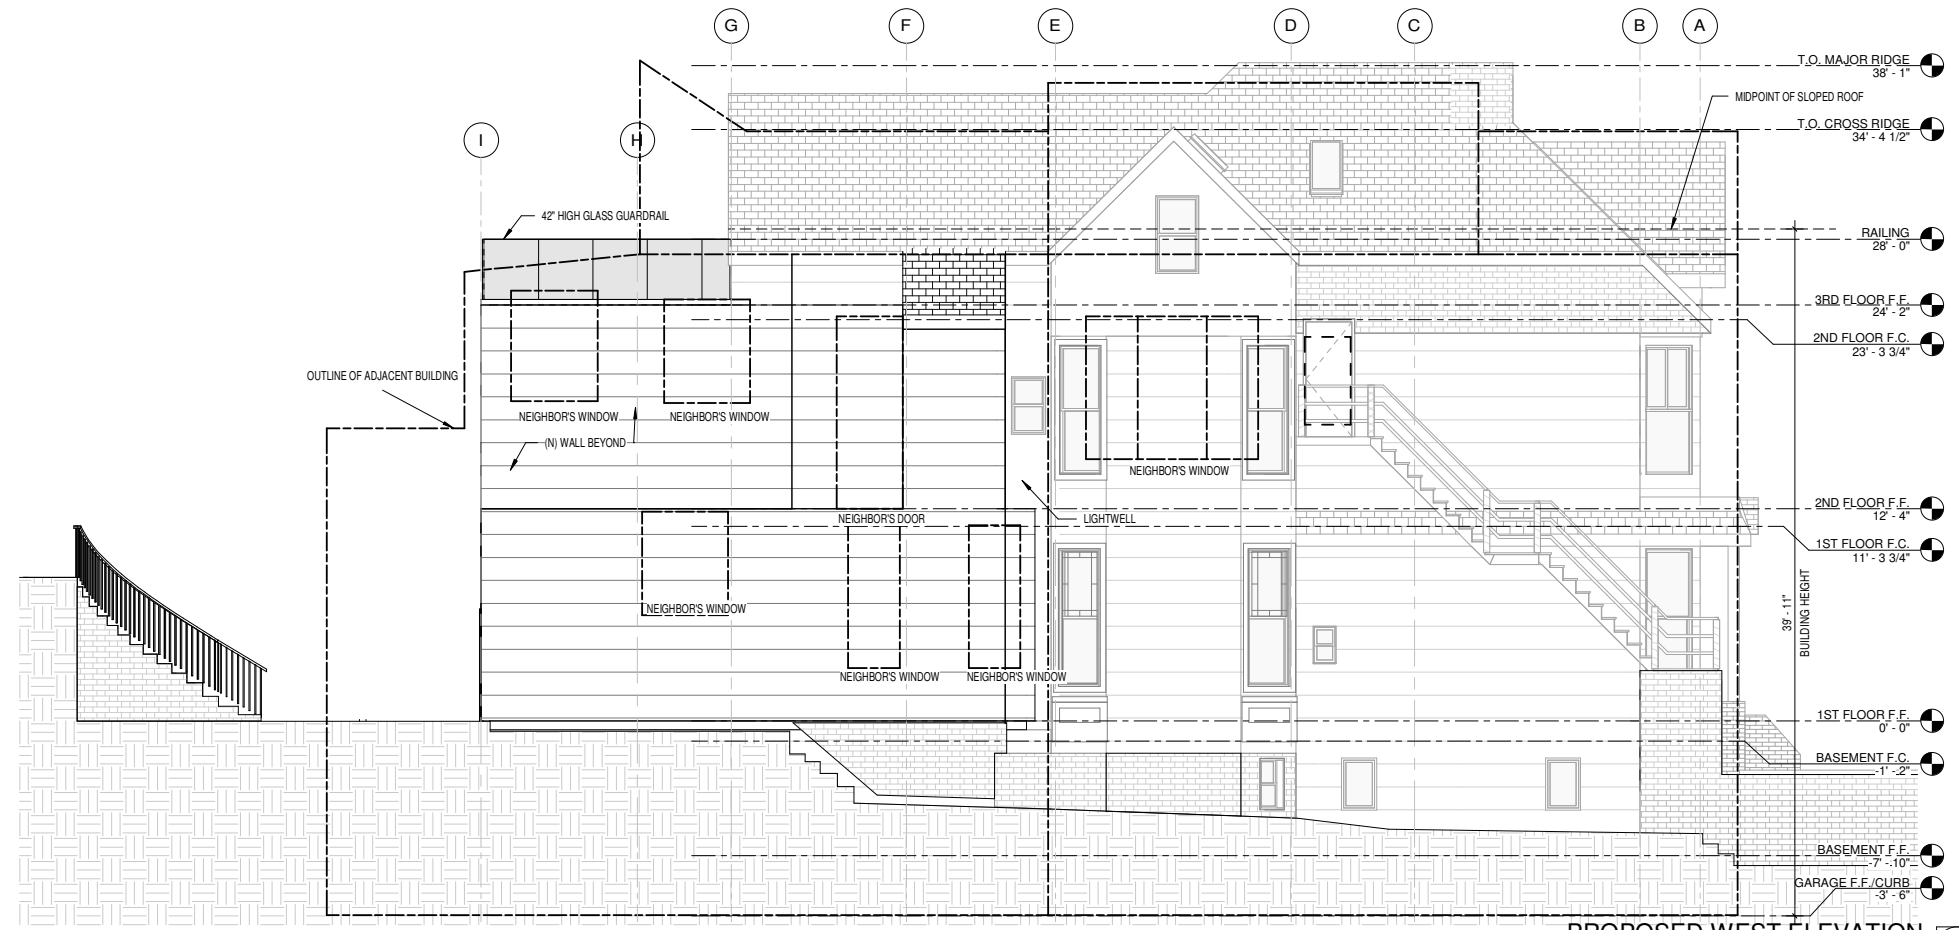 G F E D C B A
T.O. MAJOR RIDGE
38' - 1"
MIDPOINT OF SLOPED ROOF
T.O. CROSS RIDGE
34' - 4 1/2"
I H
42" HIGH GLASS GUARDRAIL
RAILING
28' - 0"
3RD FLOOR F.F.
24' - 2"
2ND FLOOR F.C.
23' - 3 3/4"
OUTLINE OF ADJACENT BUILDING
NEIGHBOR'S WINDOW NEIGHBOR'S WINDOW
(N) WALL BEYOND
NEIGHBOR'S WINDOW
2ND FLOOR F.F.
12' - 4"
NEIGHBOR'S DOOR
LIGHTWELL
1ST FLOOR F.C.
11' - 3 3/4"
39' - 11"
BUILDING HEIGHT
NEIGHBOR'S WINDOW
NEIGHBOR'S WINDOW NEIGHBOR'S WINDOW
1ST FLOOR F.F.
0' - 0"
BASEMENT F.C.
-1' -.2"
BASEMENT F.F.
-7' -.10"
GARAGE F.F./CURB
-3' - 6"
PROPOSED WEST ELEVATION